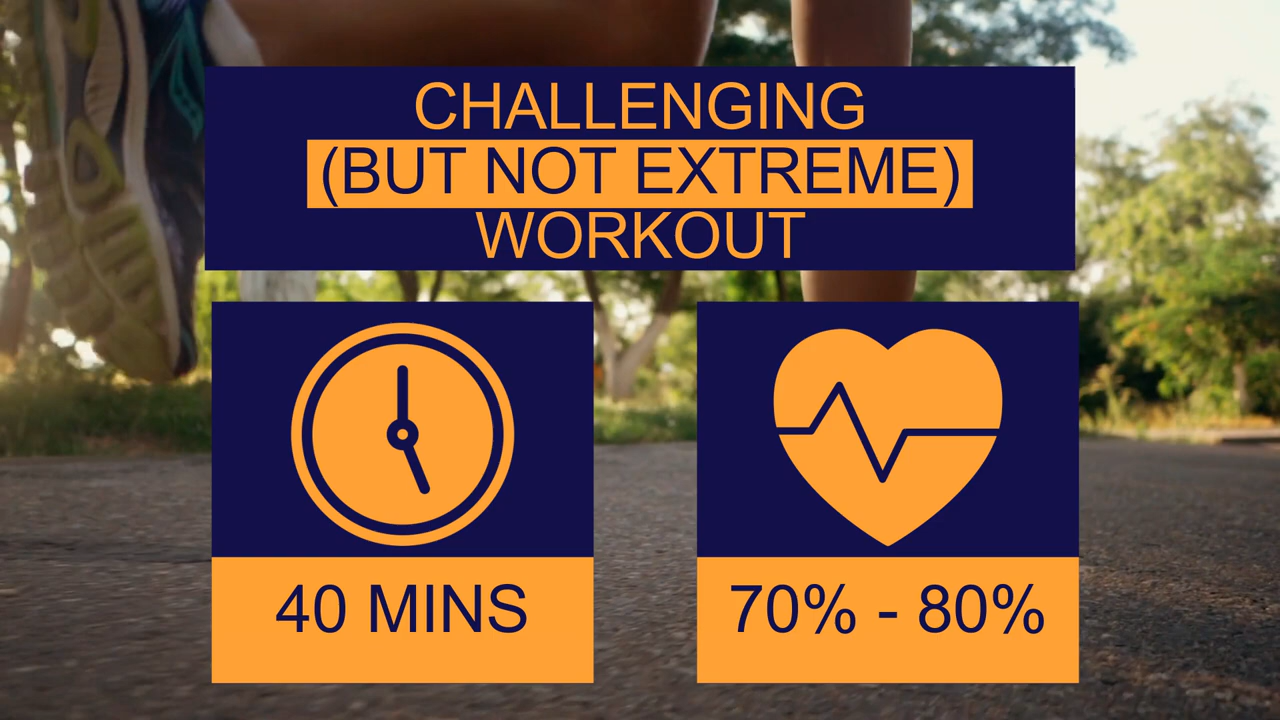 CHALLENGING
(BUT NOT EXTREME)
WORKOUT
40 MINS
70% - 80%